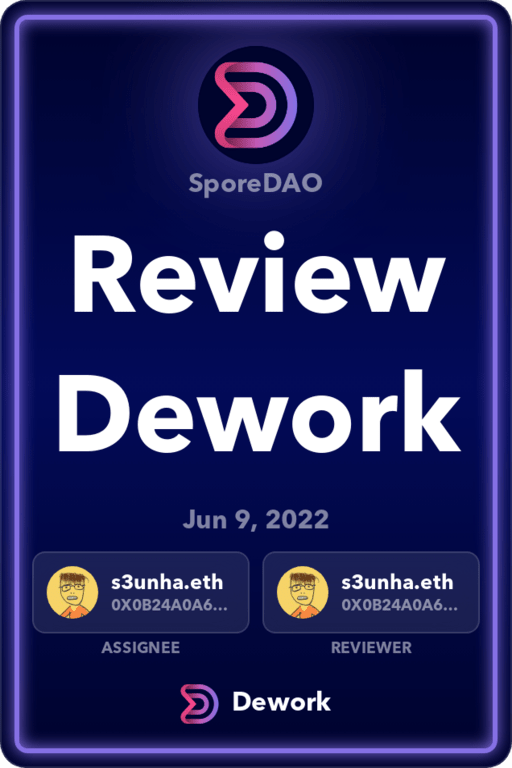 SporeDAO
Review
Dework
Jun 9, 2022
s3unha.eth
0X0B24A0A6...
ASSIGNEE
s3unha.eth
0X0B24A0A6...
REVIEWER
Dework